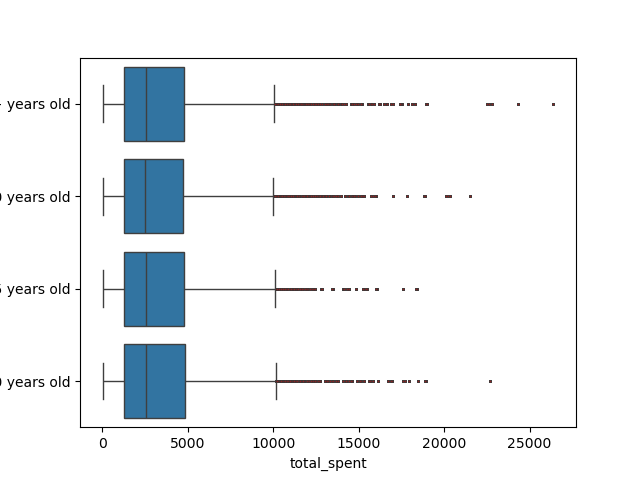 years old
years old
years old
years old
0
5000
10000
15000
20000
25000
total_spent